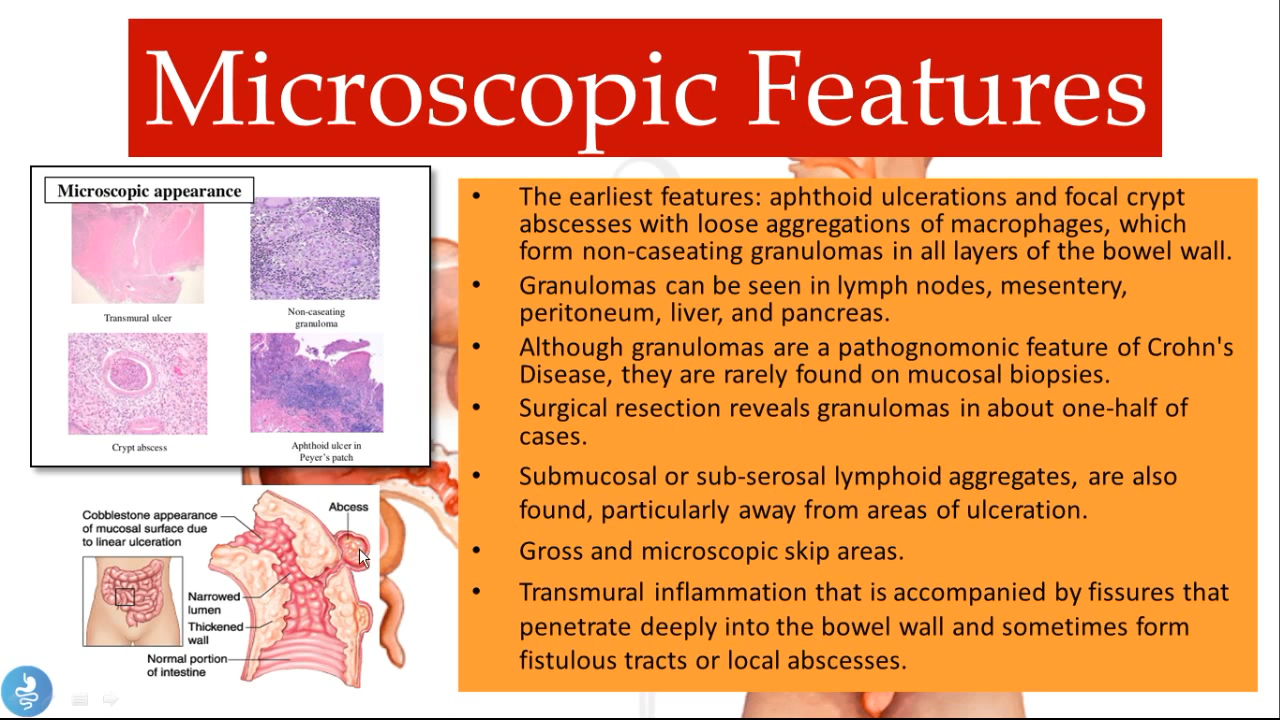 Microscopic Features
Microscopic appearance
Transmural ulcer
Non-caseating
granuloma
Crypt abscess
Aphthoid ulcer in
Peyer's patch
Cobblestone appearance
of mucosal surface due
to linear ulceration
Abcess
Narrowed
lumen
Thickened
wall
Normal portion
of intestine
• The earliest features: aphthoid ulcerations and focal crypt
abscesses with loose aggregations of macrophages, which
form non-caseating granulomas in all layers of the bowel wall.
• Granulomas can be seen in lymph nodes, mesentery,
peritoneum, liver, and pancreas.
• Although granulomas are a pathognomonic feature of Crohn's
Disease, they are rarely found on mucosal biopsies.
• Surgical resection reveals granulomas in about one-half of
cases.
• Submucosal or sub-serosal lymphoid aggregates, are also
found, particularly away from areas of ulceration.
• Gross and microscopic skip areas.
• Transmural inflammation that is accompanied by fissures that
penetrate deeply into the bowel wall and sometimes form
fistulous tracts or local abscesses.